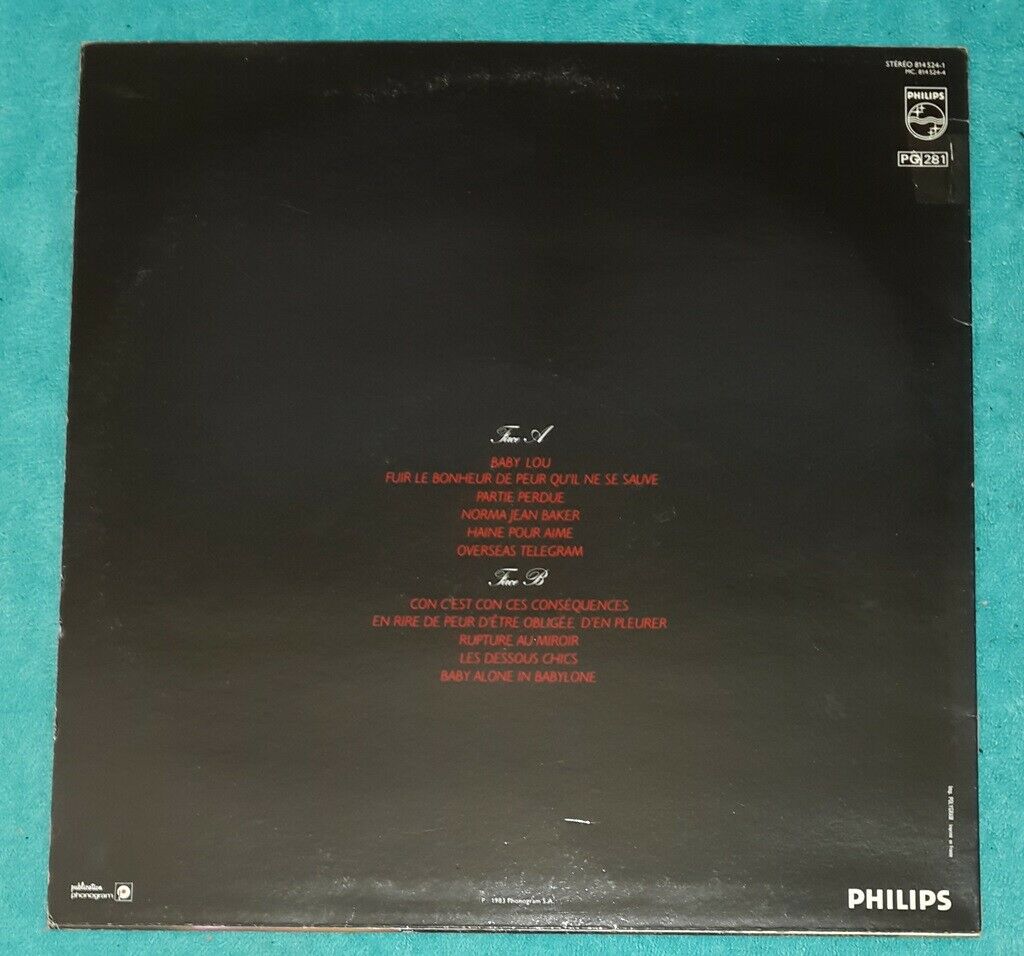 STÉRÉO 814 524-1
MC. 814 524-4
PHILIPS
PG 281
Face A
BABY LOU
FUIR LE BONHEUR DE PEUR QU'IL NE SE SAUVE
PARTIE PERDUE
NORMA JEAN BAKER
HAINE POUR AIME
OVERSEAS TELEGRAM
Face B
CON C'EST CON CES CONSÉQUENCES
EN RIRE DE PEUR D'ÊTRE OBLIGÉE D'EN PLEURER
RUPTURE AU MIROIR
LES DESSOUS CHICS
BABY ALONE IN BABYLONE
publication
phonogram
P 1983 Phonogram S.A.
PHILIPS